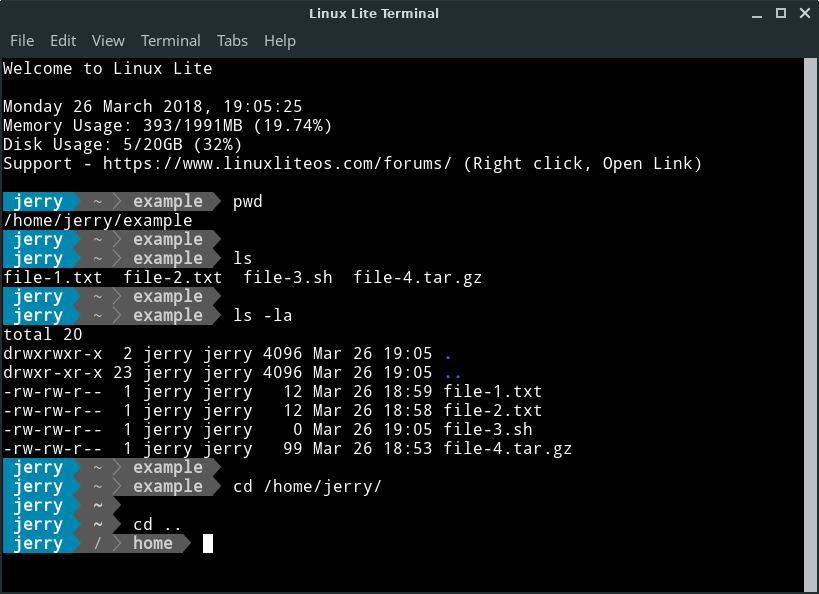 Linux Lite Terminal
File Edit View Terminal Tabs Help
Welcome to Linux Lite
Monday 26 March 2018, 19:05:25
Memory Usage: 393/1991MB (19.74%)
Disk Usage: 5/20GB (32%)
Support - https://www.linuxliteos.com/forums/ (Right click, Open Link)
jerry ~ example pwd
/home/jerry/example
jerry ~ example
jerry ~ example ls
file-1.txt file-2.txt file-3.sh file-4.tar.gz
jerry ~ example
jerry ~ example ls -la
total 20
drwxrwxr-x 2 jerry jerry 4096 Mar 26 19:05 .
drwxr-xr-x 23 jerry jerry 4096 Mar 26 19:05 ..
-rw-rw-r-- 1 jerry jerry 12 Mar 26 18:59 file-1.txt
-rw-rw-r-- 1 jerry jerry 12 Mar 26 18:58 file-2.txt
-rw-rw-r-- 1 jerry jerry 0 Mar 26 19:05 file-3.sh
-rw-rw-r-- 1 jerry jerry 99 Mar 26 18:53 file-4.tar.gz
jerry ~ example
jerry ~ example cd /home/jerry/
jerry ~
jerry ~ cd ..
jerry / home